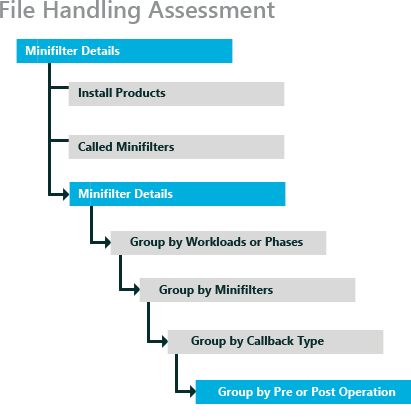 File Handling Assessment
Minifilter Details
Install Products
Called Minifilters
Minifilter Details
Group by Workloads or Phases
Group by Minifilters
Group by Callback Type
Group by Pre or Post Operation